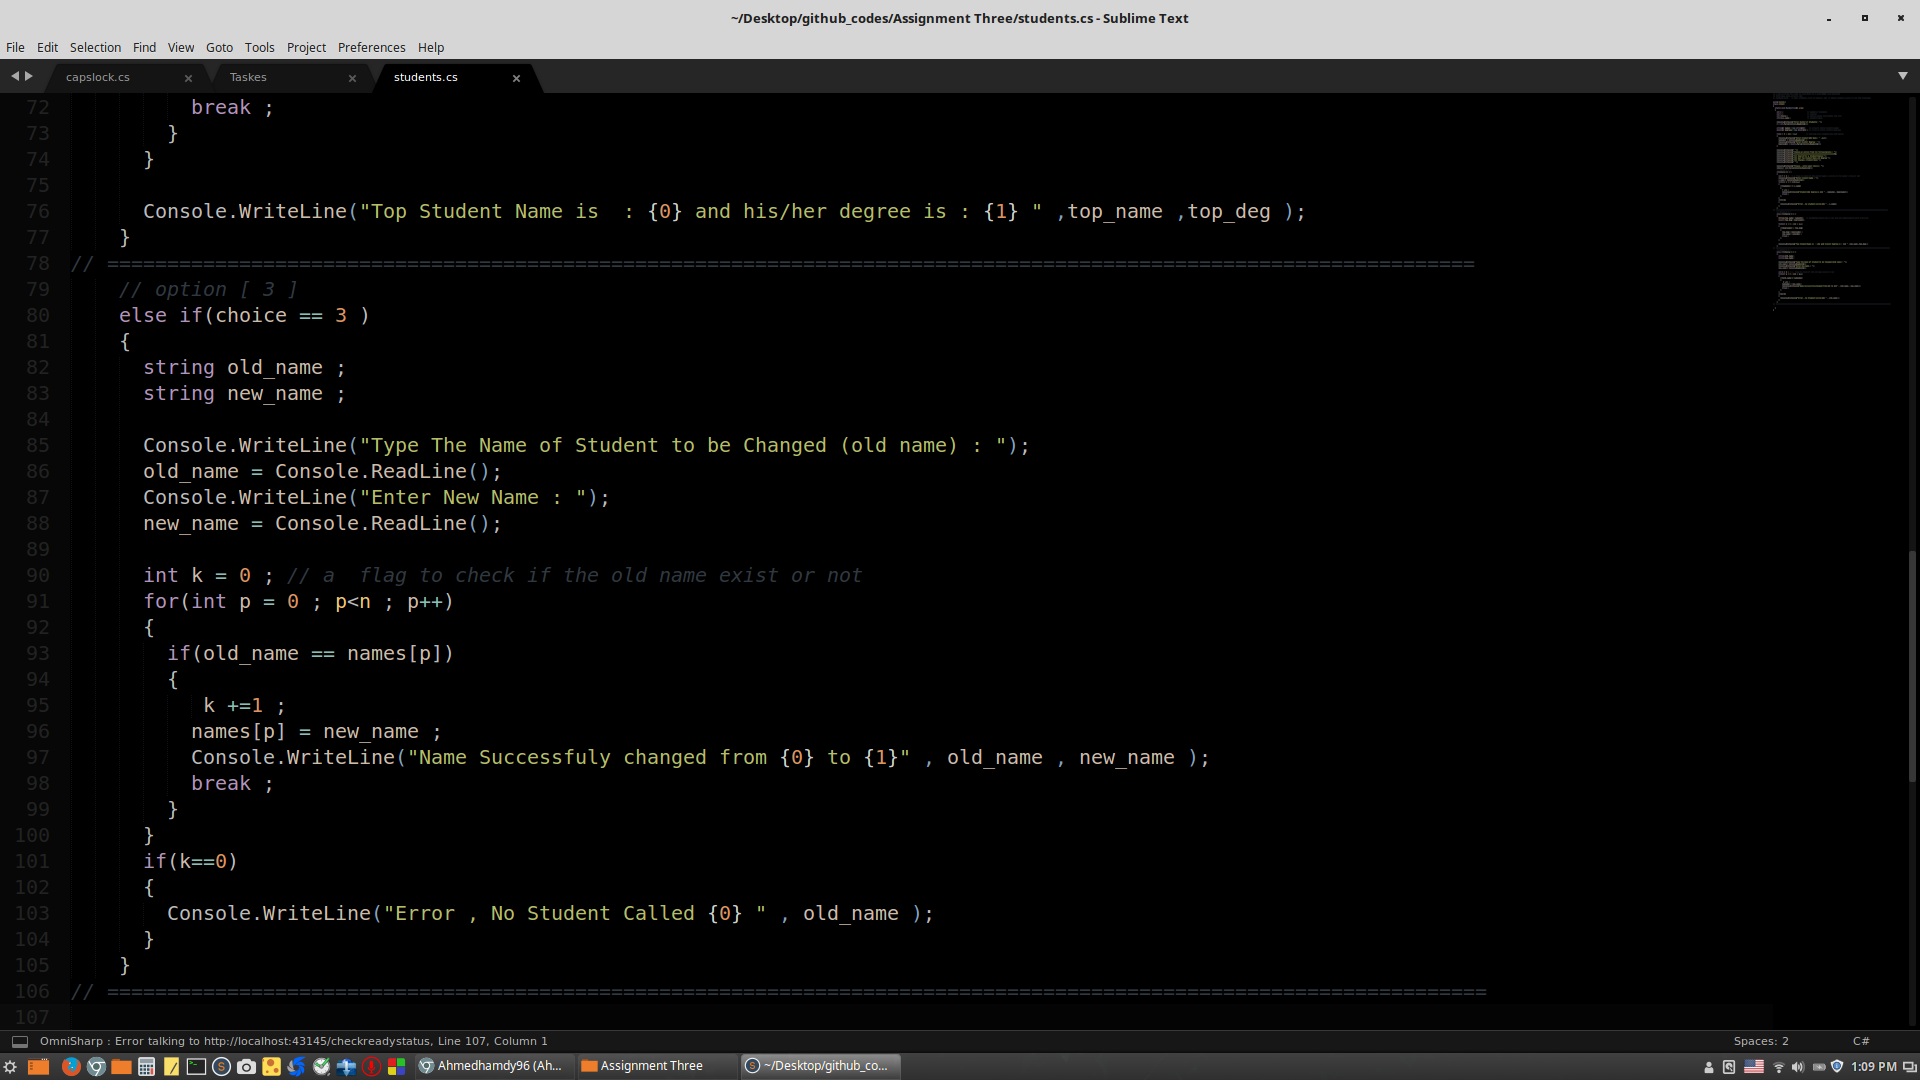 ~/Desktop/github_codes/Assignment Three/students.cs - Sublime Text
File Edit Selection Find View Goto Tools Project Preferences Help
capslock.cs Taskes students.cs
72 break ;
73 }
74 }
75
76 Console.WriteLine("Top Student Name is  : {0} and his/her degree is : {1} " ,top_name ,top_deg );
77 }
78 // ==================================================================================================================
79 // option [ 3 ]
80 else if(choice == 3 )
81 {
82 string old_name ;
83 string new_name ;
84
85 Console.WriteLine("Type The Name of Student to be Changed (old name) : ");
86 old_name = Console.ReadLine();
87 Console.WriteLine("Enter New Name : ");
88 new_name = Console.ReadLine();
89
90 int k = 0 ; // a  flag to check if the old name exist or not
91 for(int p = 0 ; p<n ; p++)
92 {
93 if(old_name == names[p])
94 {
95 k +=1 ;
96 names[p] = new_name ;
97 Console.WriteLine("Name Successfuly changed from {0} to {1}" , old_name , new_name );
98 break ;
99 }
100 }
101 if(k==0)
102 {
103 Console.WriteLine("Error , No Student Called {0} " , old_name );
104 }
105 }
106 // ===================================================================================================================
107
OmniSharp : Error talking to http://localhost:43145/checkreadystatus, Line 107, Column 1 Spaces: 2 C#
Ahmedhamdy96 (Ah... Assignment Three ~/Desktop/github_co... 1:09 PM